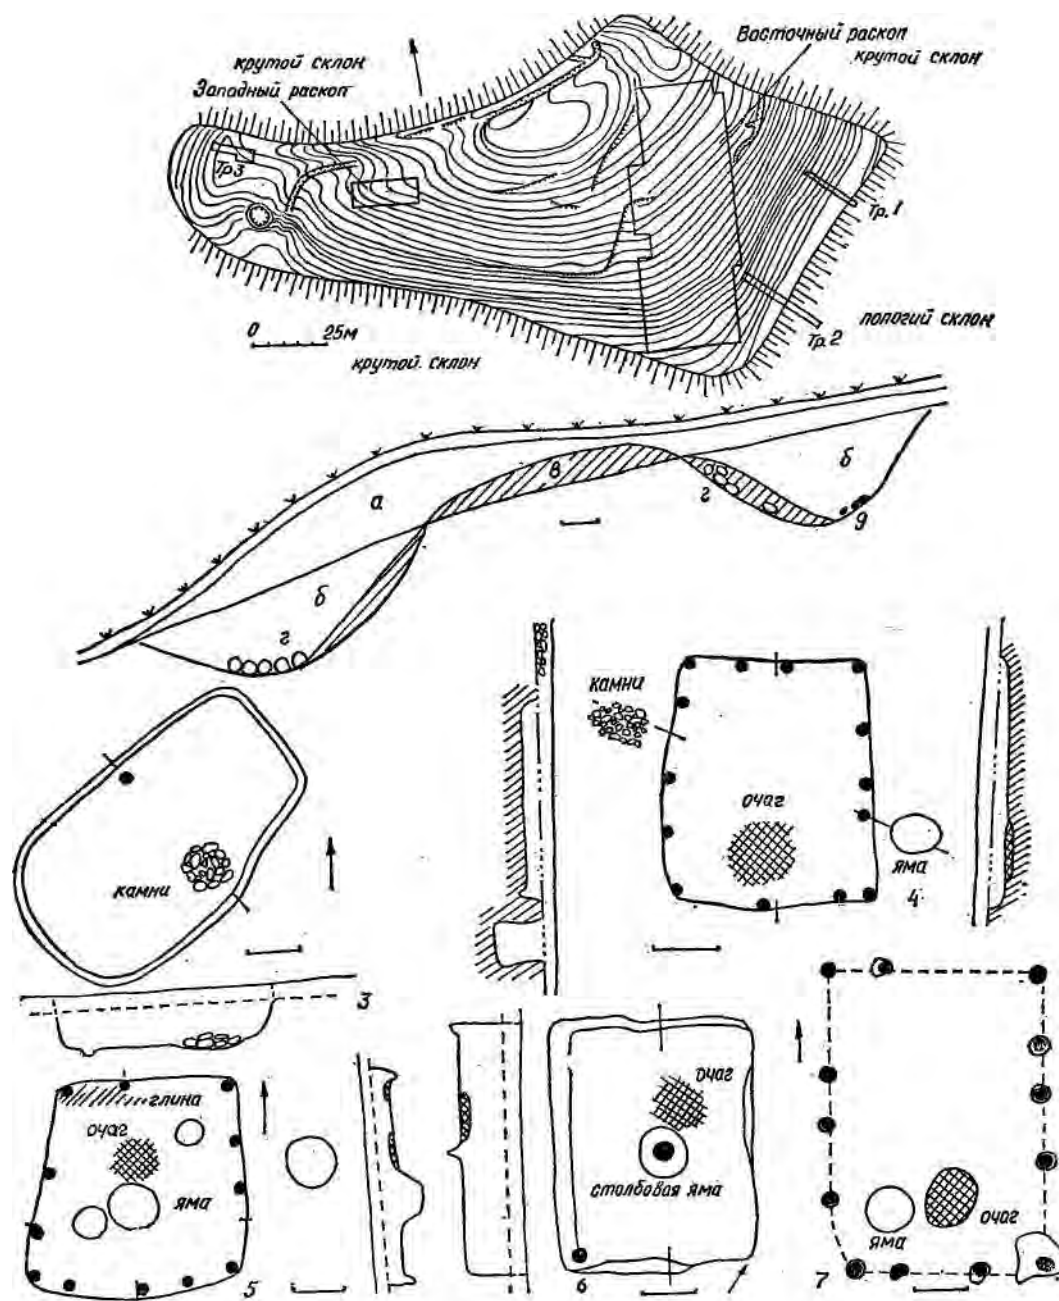 Восточный раскоп
крутой склон
крутой склон
Западный раскоп
Тр.3
Тр. 1
0 25м
пологий склон
Тр. 2
крутой склон
а
в
б
г
д
б
г
камни
очаг
яма
4
камни
3
глина
очаг
яма
5
очаг
столбовая яма
6
очаг
яма
7